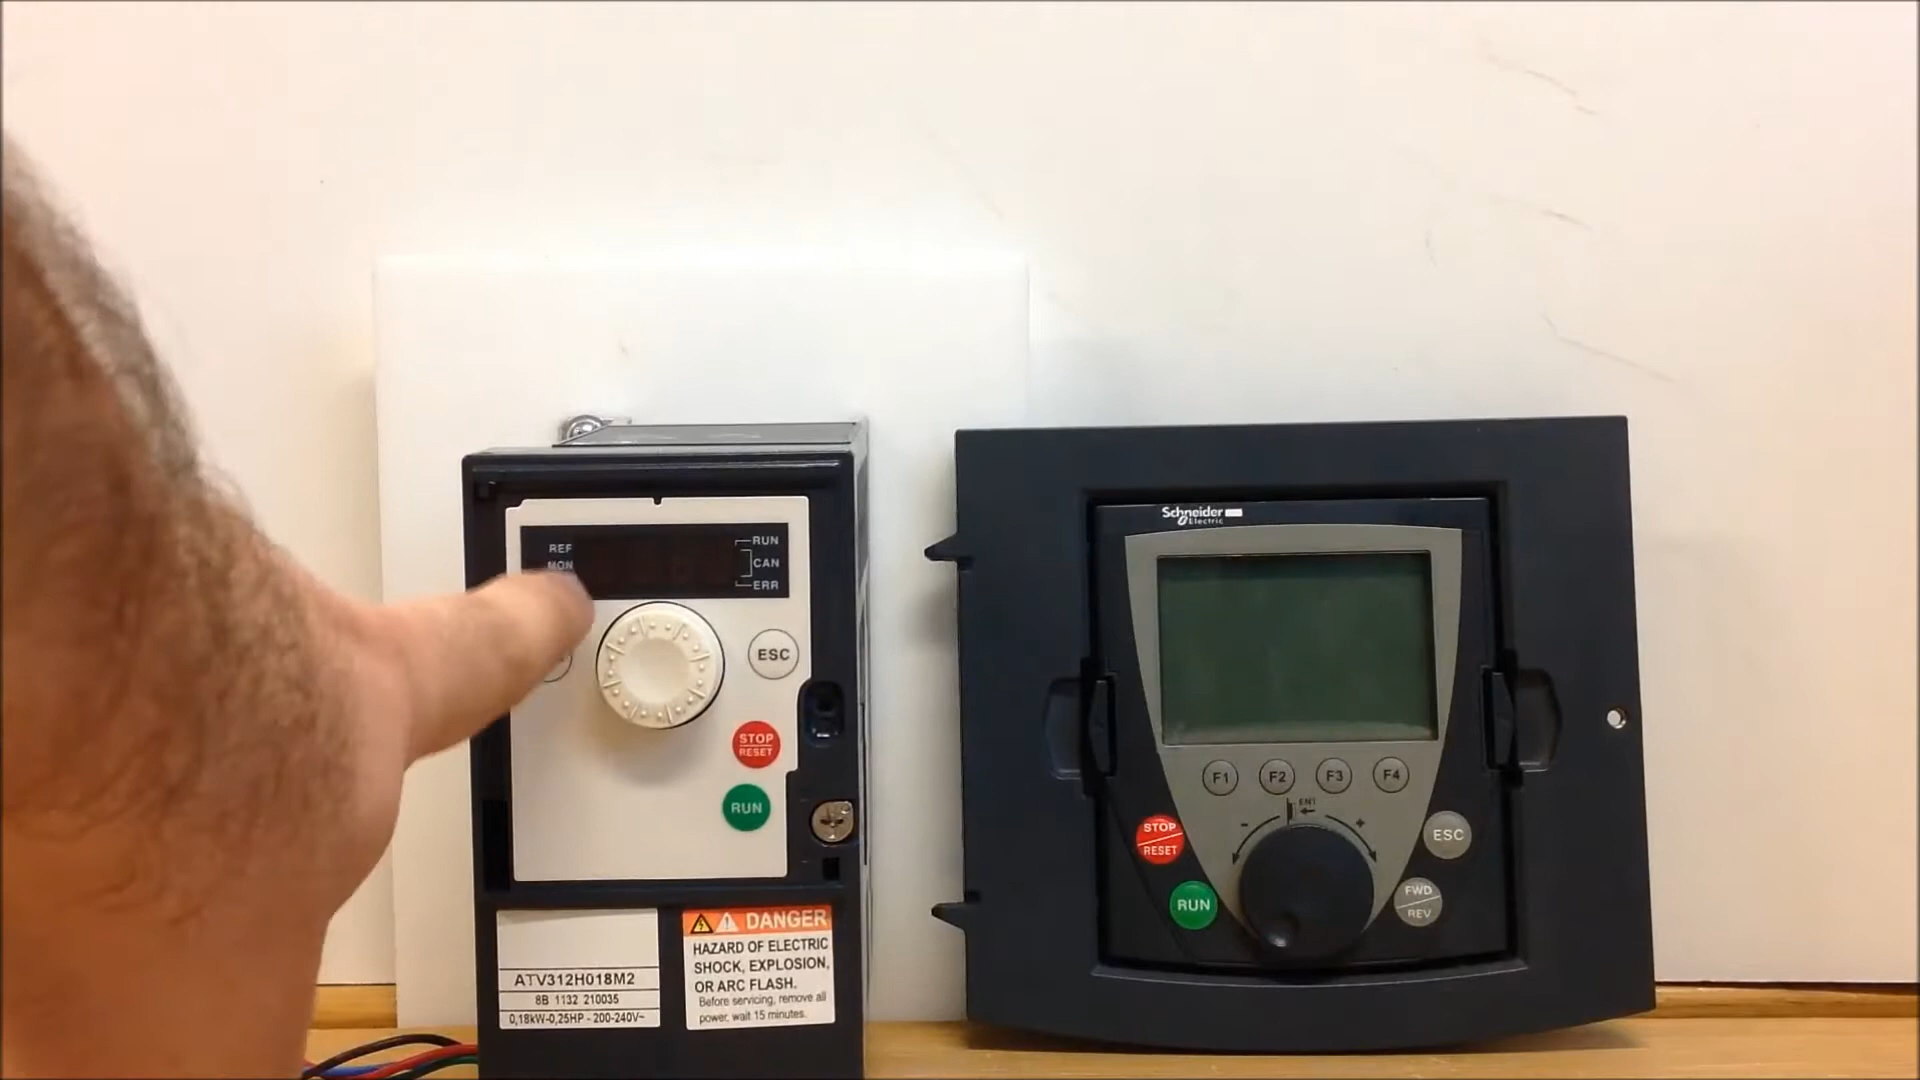 REF
MON
RUN
CAN
ERR
ESC
STOP
RESET
RUN
ATV312H018M2
8B 1132 210035
0,18kW-0,25HP - 200-240V~
DANGER
HAZARD OF ELECTRIC
SHOCK, EXPLOSION,
OR ARC FLASH.
Before servicing, remove all
power, wait 15 minutes.
Schneider
Electric
F1 F2 F3 F4
ENT
- +
STOP
RESET
ESC
RUN
FWD
REV